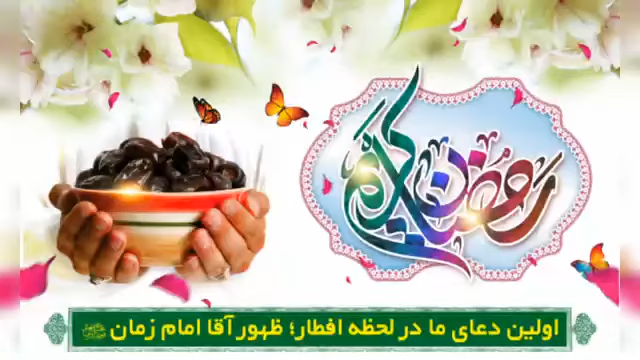 رمضان کریم
اولین دعای ما در لحظه افطار؛ ظهور آقا امام زمان